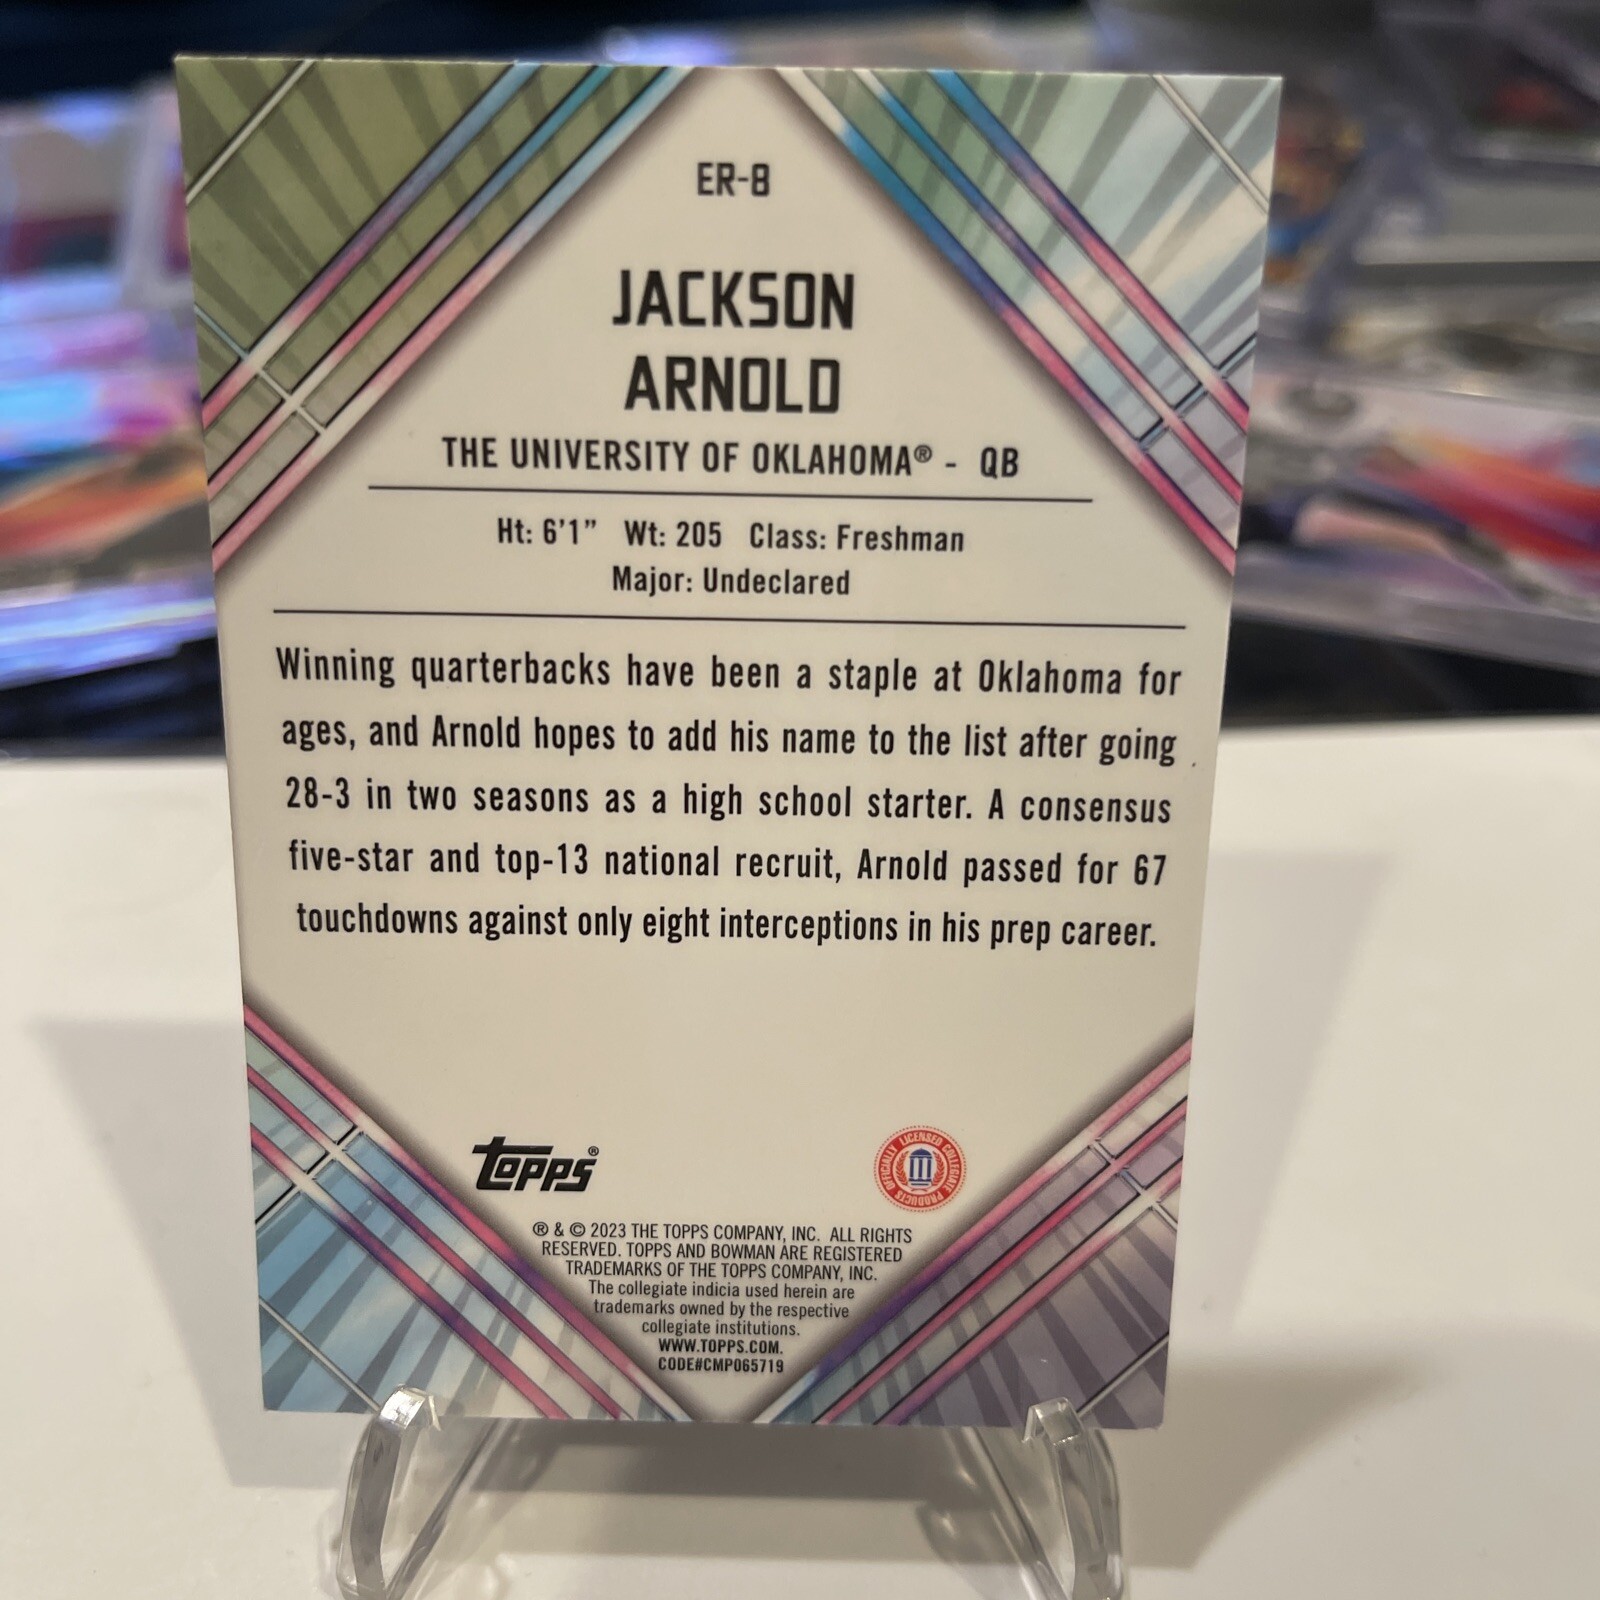 ER-8
JACKSON
ARNOLD
THE UNIVERSITY OF OKLAHOMA® - QB
Ht: 6'1" Wt: 205 Class: Freshman
Major: Undeclared
Winning quarterbacks have been a staple at Oklahoma for
ages, and Arnold hopes to add his name to the list after going
28-3 in two seasons as a high school starter. A consensus
five-star and top-13 national recruit, Arnold passed for 67
touchdowns against only eight interceptions in his prep career.
topps®
OFFICIALLY LICENSED COLLEGIATE PRODUCTS
® & © 2023 THE TOPPS COMPANY, INC. ALL RIGHTS
RESERVED. TOPPS AND BOWMAN ARE REGISTERED
TRADEMARKS OF THE TOPPS COMPANY, INC.
The collegiate indicia used herein are
trademarks owned by the respective
collegiate institutions.
WWW.TOPPS.COM.
CODE#CMP065719